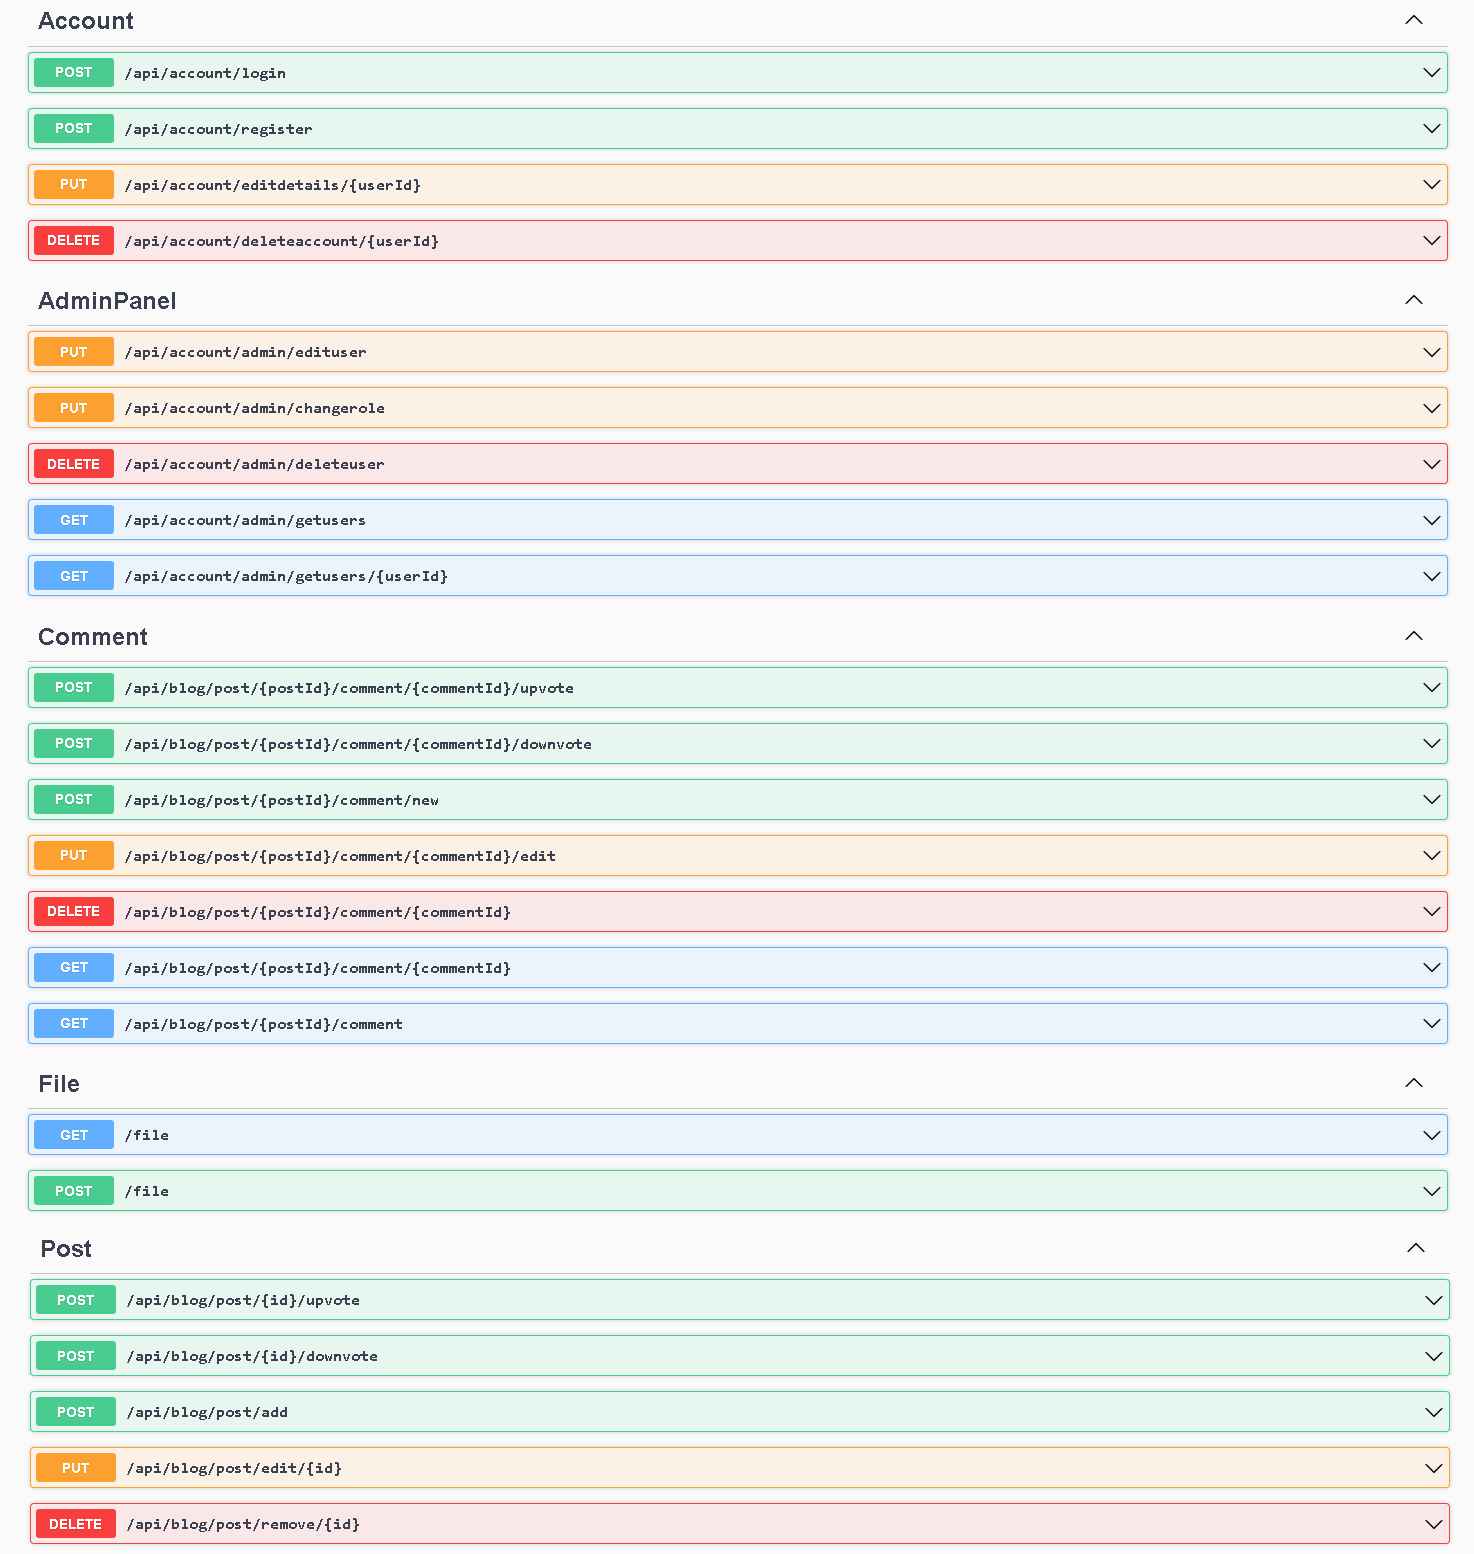 Account
POST /api/account/login
POST /api/account/register
PUT /api/account/editdetails/{userId}
DELETE /api/account/deleteaccount/{userId}
AdminPanel
PUT /api/account/admin/edituser
PUT /api/account/admin/changerole
DELETE /api/account/admin/deleteuser
GET /api/account/admin/getusers
GET /api/account/admin/getusers/{userId}
Comment
POST /api/blog/post/{postId}/comment/{commentId}/upvote
POST /api/blog/post/{postId}/comment/{commentId}/downvote
POST /api/blog/post/{postId}/comment/new
PUT /api/blog/post/{postId}/comment/{commentId}/edit
DELETE /api/blog/post/{postId}/comment/{commentId}
GET /api/blog/post/{postId}/comment/{commentId}
GET /api/blog/post/{postId}/comment
File
GET /file
POST /file
Post
POST /api/blog/post/{id}/upvote
POST /api/blog/post/{id}/downvote
POST /api/blog/post/add
PUT /api/blog/post/edit/{id}
DELETE /api/blog/post/remove/{id}